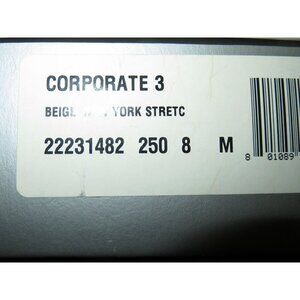 CORPORATE 3
YORK STRETC
22231482 250 8 M
8 01089